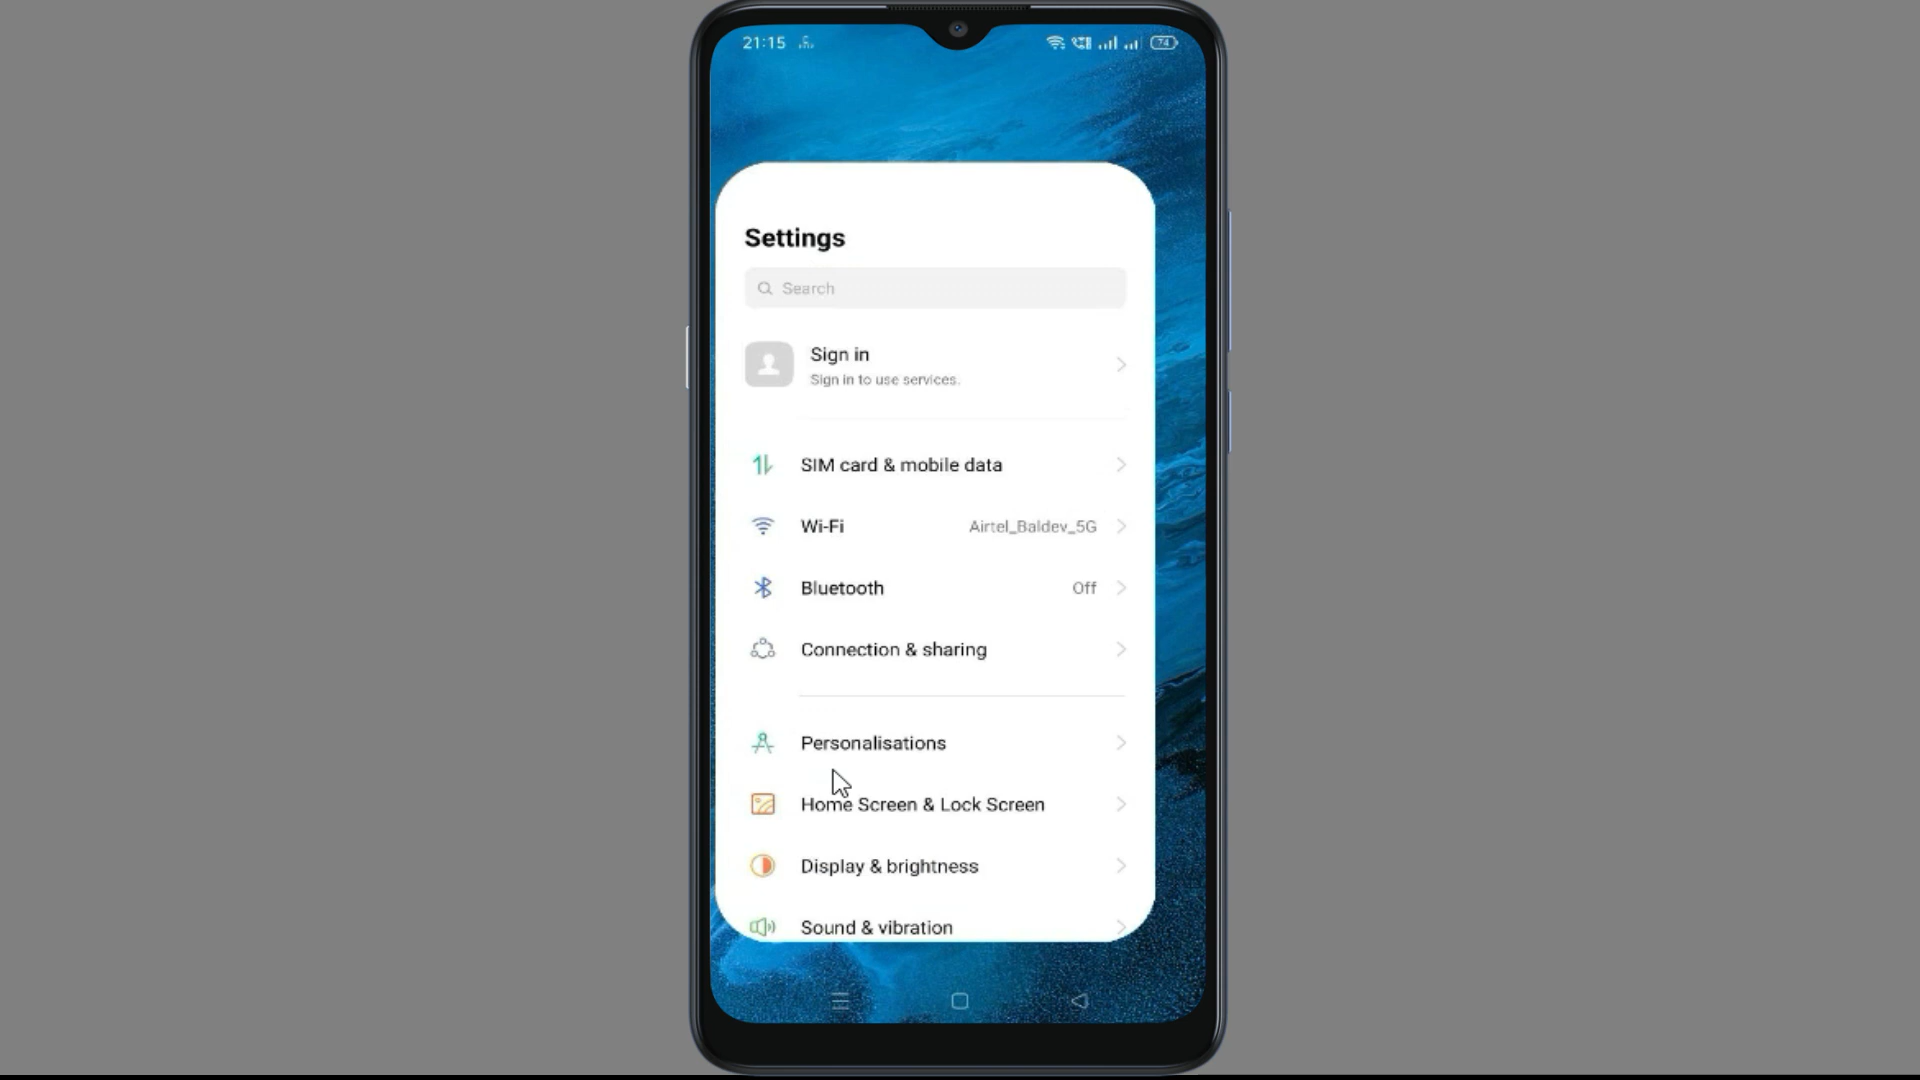 21:15
74
Settings
Search
Sign in
Sign in to use services.
SIM card & mobile data
Wi-Fi
Airtel_Baldev_5G
Bluetooth
Off
Connection & sharing
Personalisations
Home Screen & Lock Screen
Display & brightness
Sound & vibration